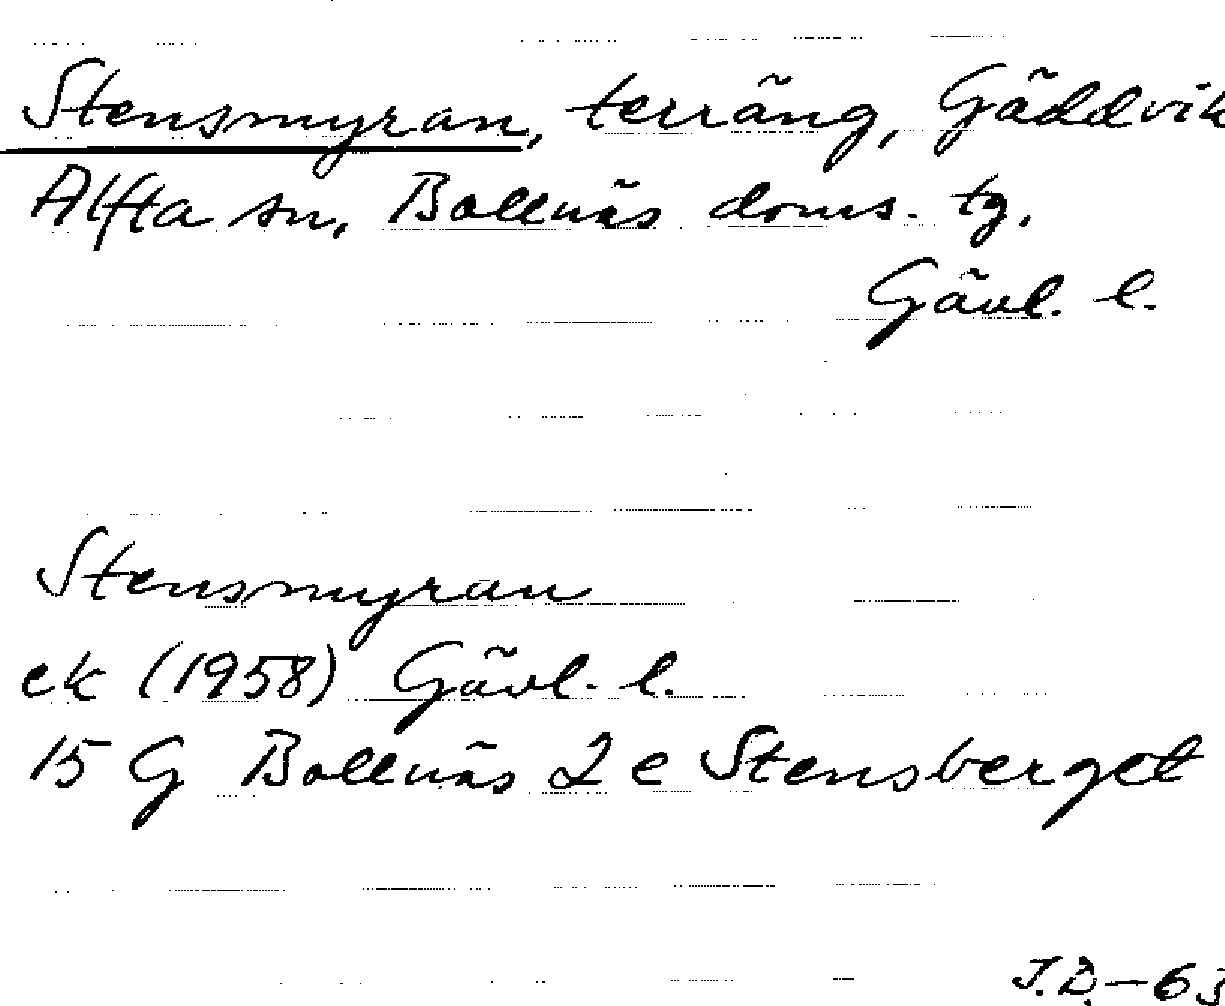 Stensmyran, terräng, Gäddvik
Alfta sn, Bollnäs doms. tg.
Gävl. l.
Stensmyran
ek (1958) Gävl. l.
15 G Bollnäs 2 e Stensberget
J.D.-63